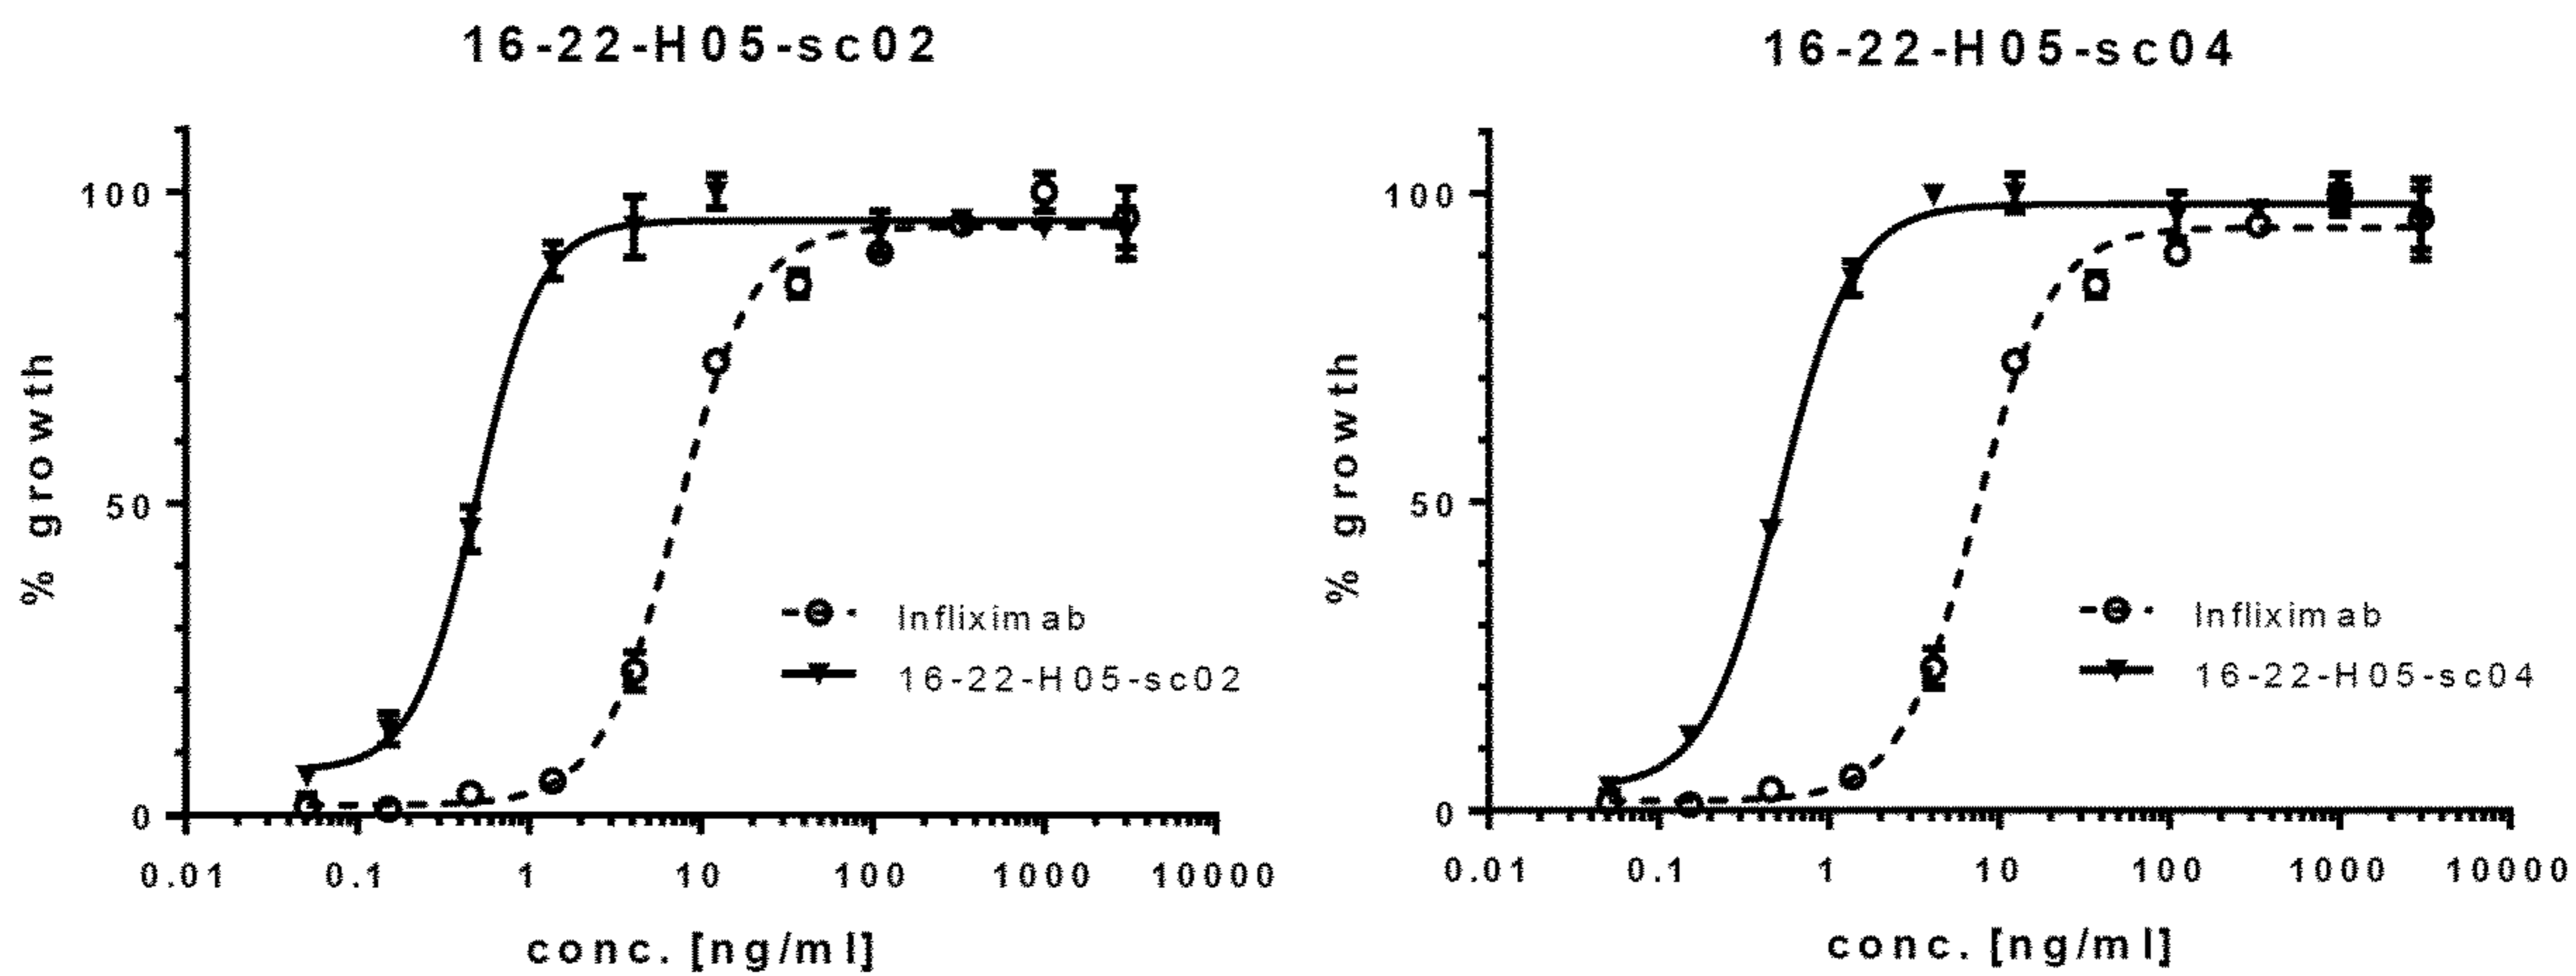 16-22-H05-sc02
% growth
100
50
0
0.01 0.1 1 10 100 1000 10000
conc. [ng/ml]
Infliximab
16-22-H05-sc02
16-22-H05-sc04
% growth
100
50
0
0.01 0.1 1 10 100 1000 10000
conc. [ng/ml]
Infliximab
16-22-H05-sc04